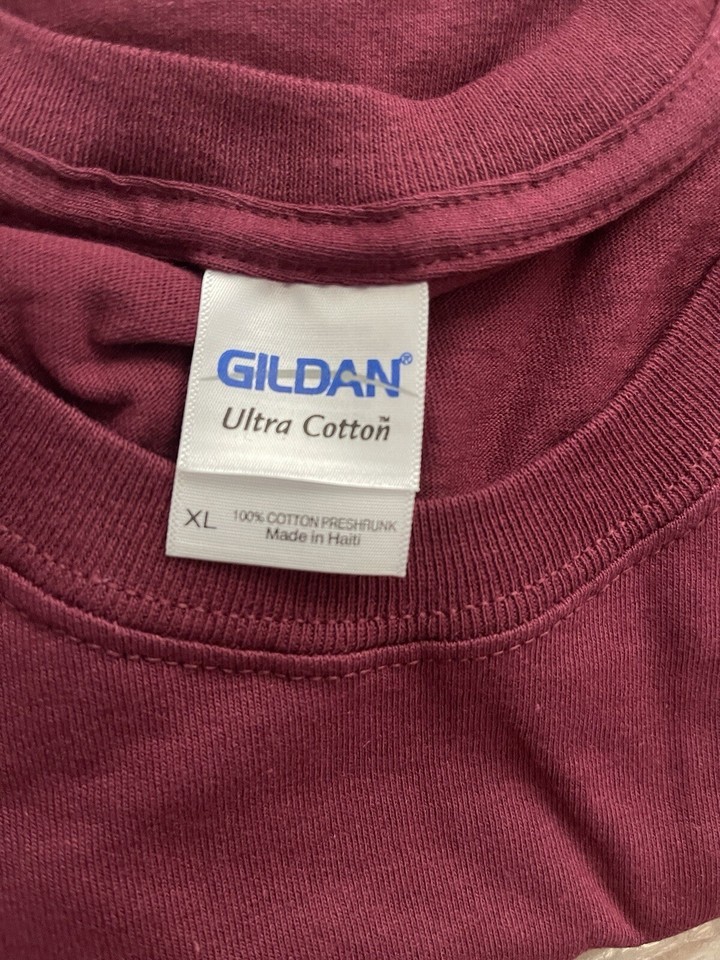 GILDAN®
Ultra Cotton™
XL 100% COTTON PRESHRUNK
Made in Haiti